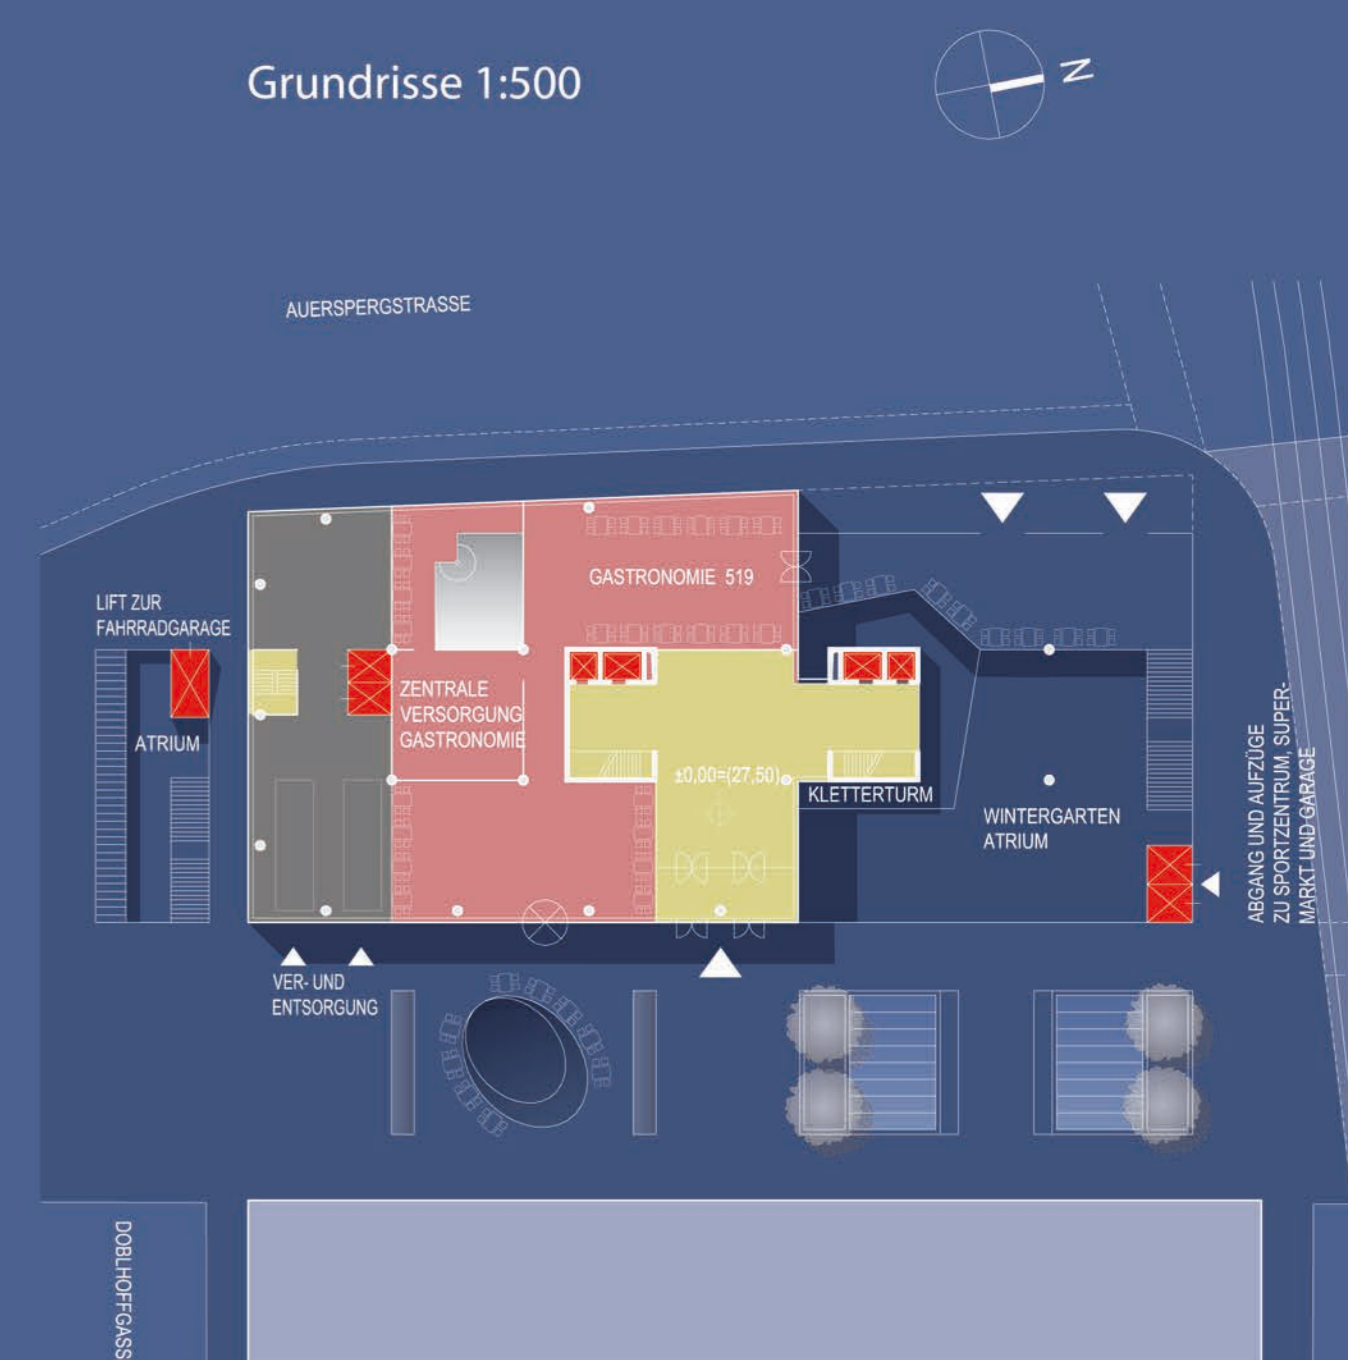 Grundrisse 1:500
N
AUERSPERGSTRASSE
GASTRONOMIE 519
LIFT ZUR
FAHRRADGARAGE
ZENTRALE
VERSORGUNG
GASTRONOMIE
ATRIUM
±0,00=(27,50)
KLETTERTURM
WINTERGARTEN
ATRIUM
ABGANG UND AUFZÜGE
ZU SPORTZENTRUM, SUPER-
MARKT UND GARAGE
VER- UND
ENTSORGUNG
DOBLHOFFGASS